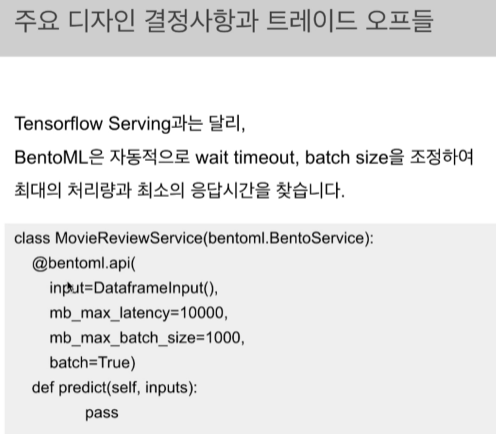 주요 디자인 결정사항과 트레이드 오프들
Tensorflow Serving과는 달리,
BentoML은 자동적으로 wait timeout, batch size을 조정하여
최대의 처리량과 최소의 응답시간을 찾습니다.
class MovieReviewService(bentoml.BentoService):
@bentoml.api(
input=DataframeInput(),
mb_max_latency=10000,
mb_max_batch_size=1000,
batch=True)
def predict(self, inputs):
pass